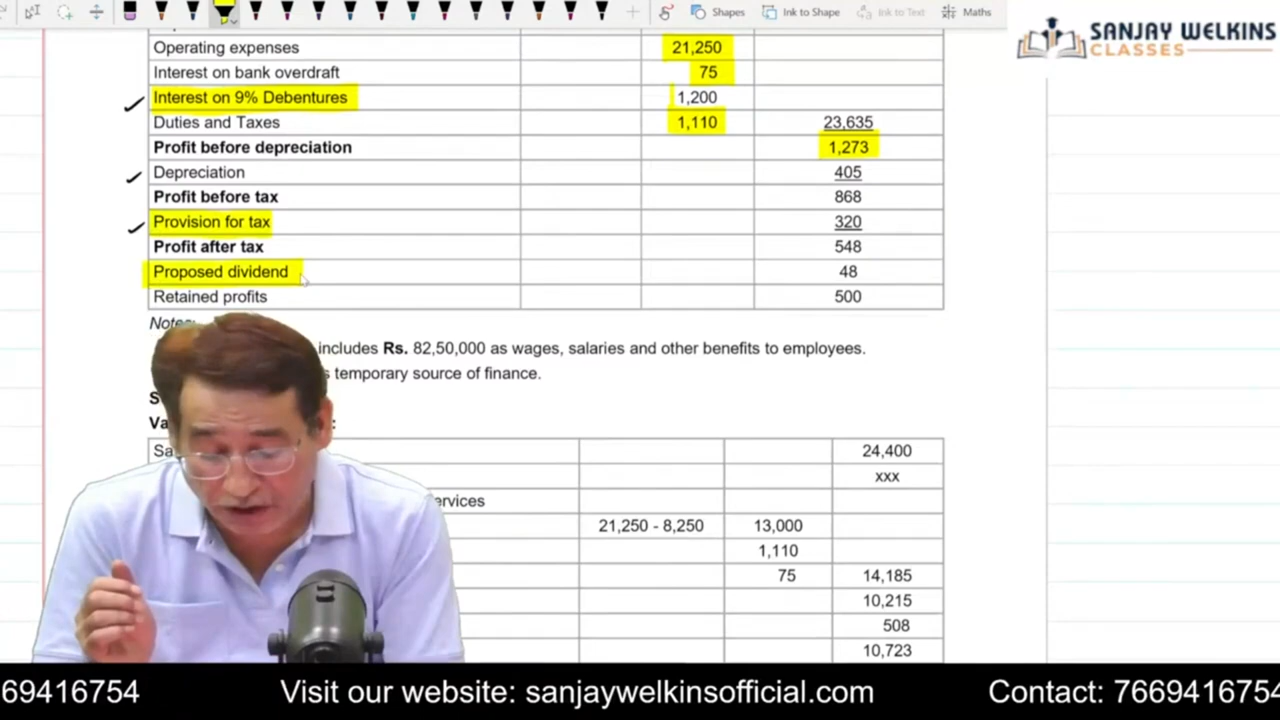 Shapes Ink to Shape Ink to Text Maths
SANJAY WELKINS
CLASSES
Operating expenses 21,250
Interest on bank overdraft 75
Interest on 9% Debentures 1,200
Duties and Taxes 1,110 23,635
Profit before depreciation 1,273
Depreciation 405
Profit before tax 868
Provision for tax 320
Profit after tax 548
Proposed dividend 48
Retained profits 500
includes Rs. 82,50,000 as wages, salaries and other benefits to employees.
s temporary source of finance.
S
Va :
Sa 24,400
xxx
ervices
21,250 - 8,250 13,000
1,110
75 14,185
10,215
508
10,723
69416754 Visit our website: sanjaywelkinsofficial.com Contact: 7669416754